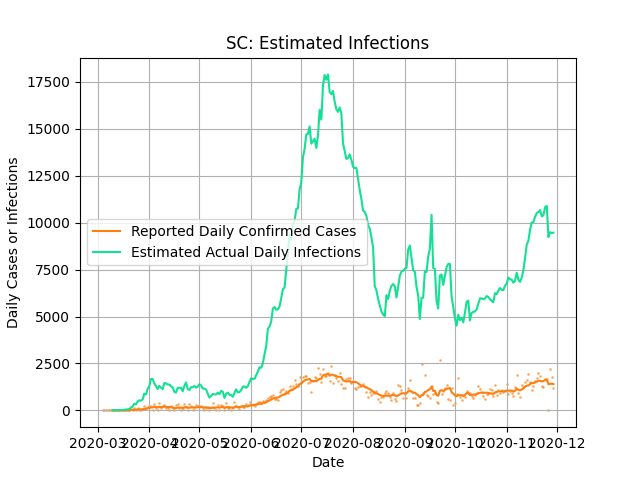 SC: Estimated Infections
17500
15000
12500
10000
7500
5000
2500
0
Daily Cases or Infections
Reported Daily Confirmed Cases
Estimated Actual Daily Infections
2020-03 2020-04 2020-05 2020-06 2020-07 2020-08 2020-09 2020-10 2020-11 2020-12
Date